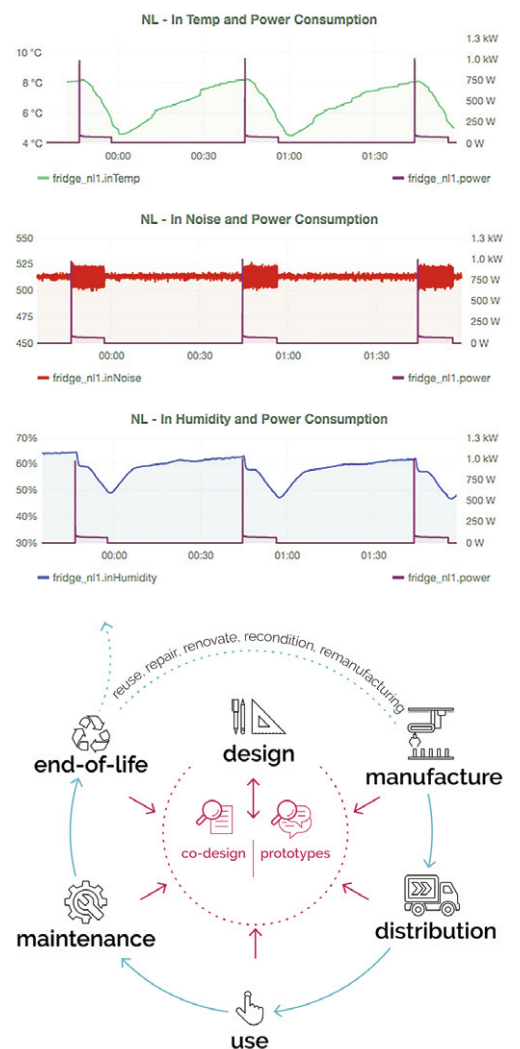 NL - In Temp and Power Consumption
10 °C
8 °C
6 °C
4 °C
1.3 kW
1.0 kW
750 W
500 W
250 W
0 W
00:00 00:30 01:00 01:30
fridge_nl1.inTemp fridge_nl1.power
NL - In Noise and Power Consumption
550
525
500
475
450
1.3 kW
1.0 kW
750 W
500 W
250 W
0 W
00:00 00:30 01:00 01:30
fridge_nl1.inNoise fridge_nl1.power
NL - In Humidity and Power Consumption
70%
60%
50%
40%
30%
1.3 kW
1.0 kW
750 W
500 W
250 W
0 W
00:00 00:30 01:00 01:30
fridge_nl1.inHumidity fridge_nl1.power
reuse, repair, renovate, recondition, remanufacturing
end-of-life
design
manufacture
co-design prototypes
maintenance
distribution
use